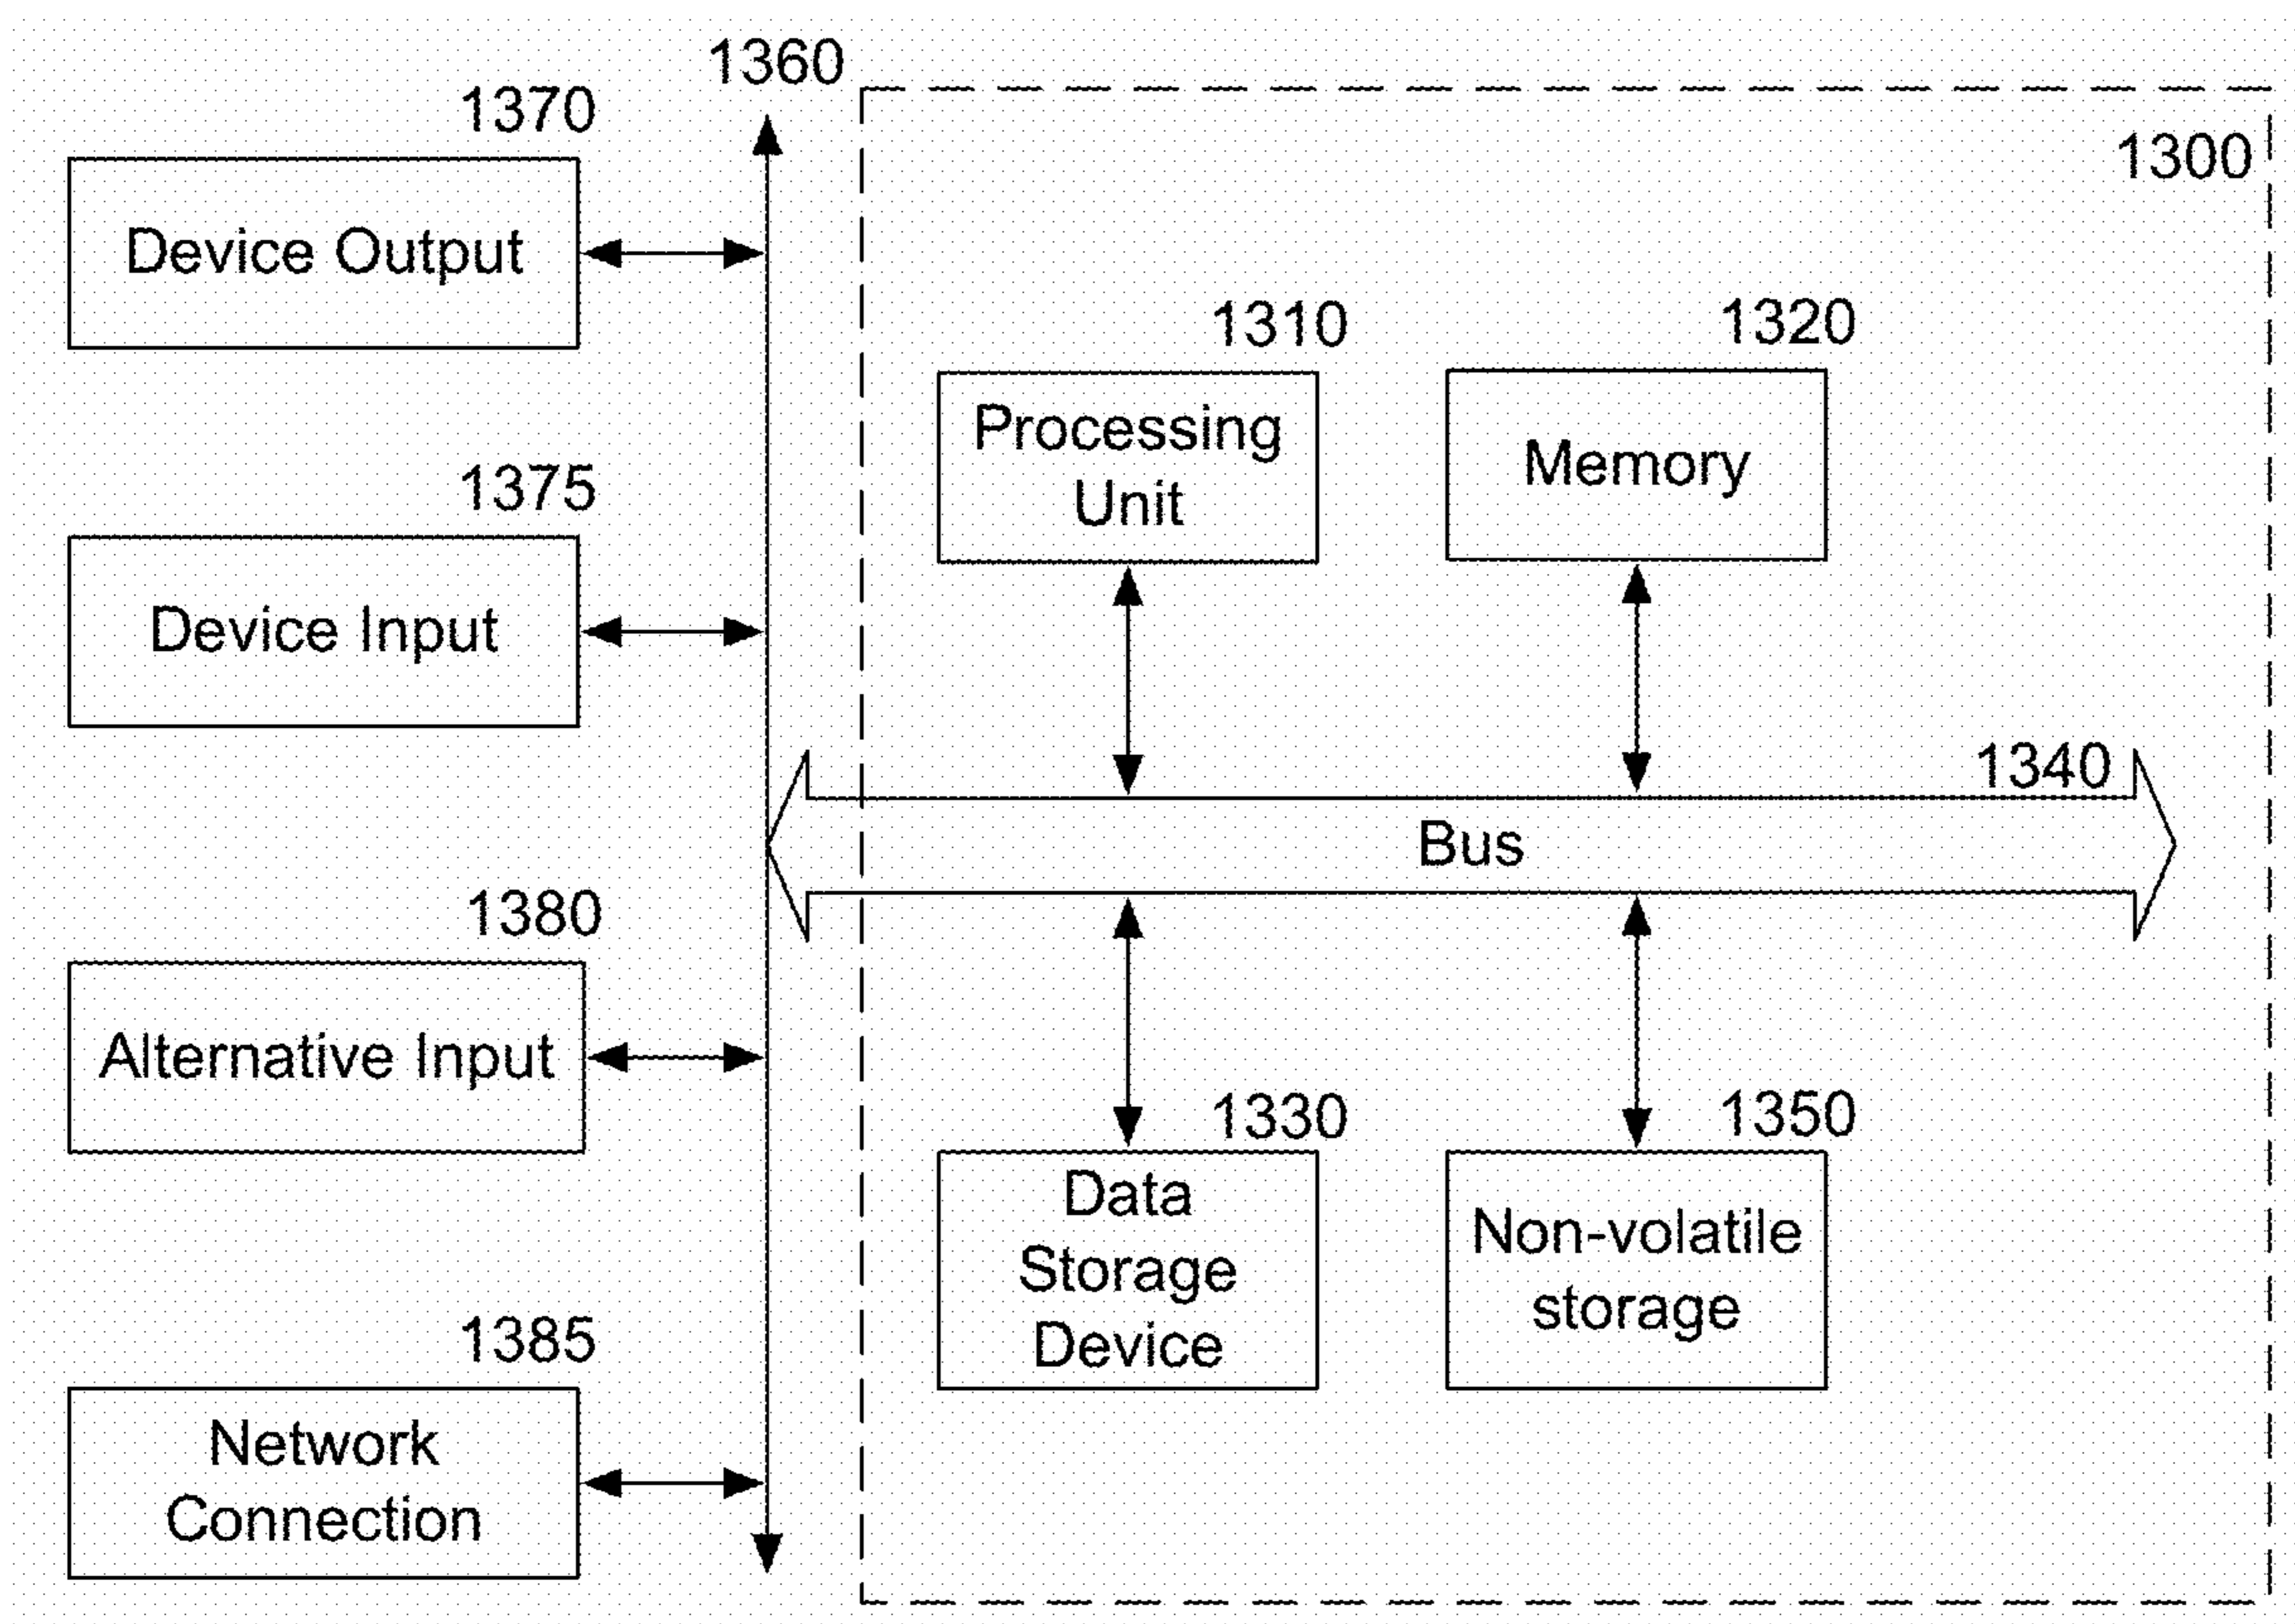 1360
1370
1300
Device Output
1310
1320
Processing
Unit
Memory
1375
Device Input
1340
Bus
1380
Alternative Input
1330
1350
Data
Storage
Device
Non-volatile
storage
1385
Network
Connection